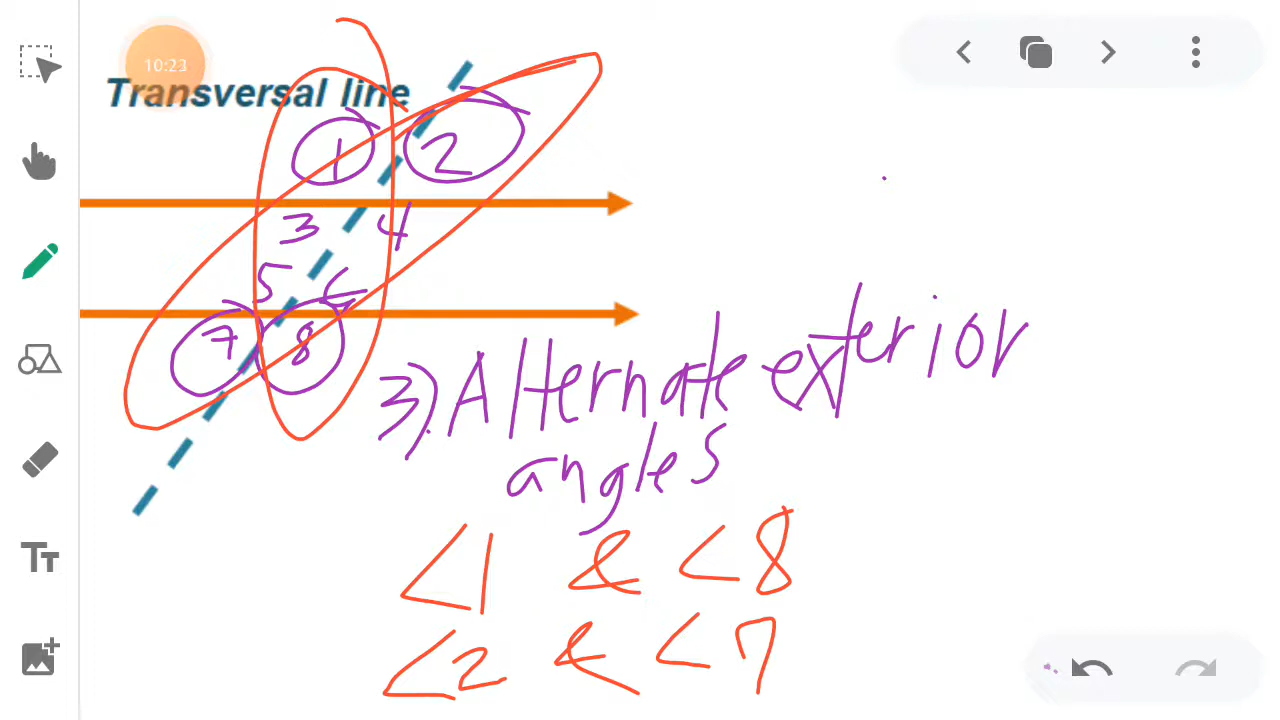 10:23
Transversal line
1 2
3 4
5 6
7 8
3). Alternate exterior
angles
<1 & <8
<2 & <7
TT